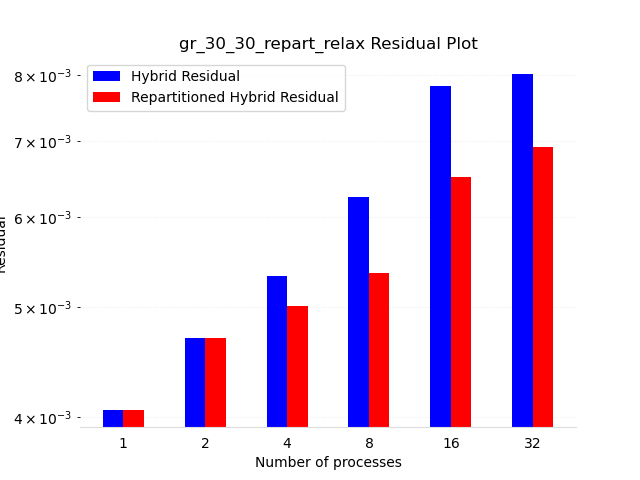 gr_30_30_repart_relax Residual Plot
Hybrid Residual
Repartitioned Hybrid Residual
8 × 10⁻³
7 × 10⁻³
6 × 10⁻³
5 × 10⁻³
4 × 10⁻³
Residual
1 2 4 8 16 32
Number of processes